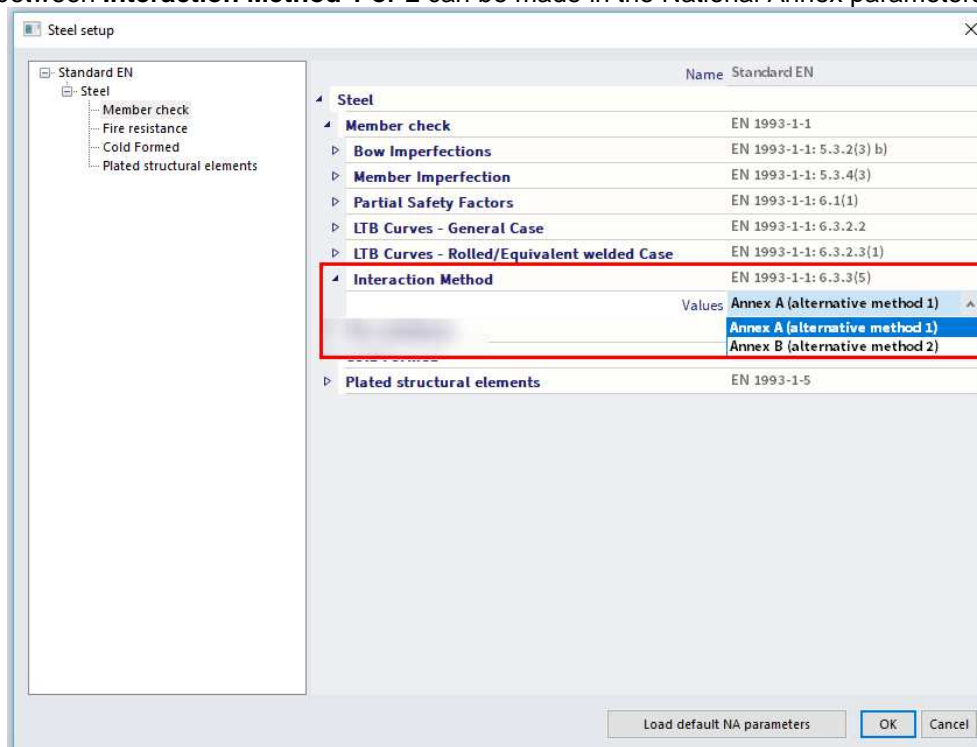 between Interaction Method 1 or 2 can be made in the National Annex parameters
Steel setup
Standard EN
Steel
Member check
Fire resistance
Cold Formed
Plated structural elements
Name Standard EN
Steel
Member check EN 1993-1-1
Bow Imperfections EN 1993-1-1: 5.3.2(3) b)
Member Imperfection EN 1993-1-1: 5.3.4(3)
Partial Safety Factors EN 1993-1-1: 6.1(1)
LTB Curves - General Case EN 1993-1-1: 6.3.2.2
LTB Curves - Rolled/Equivalent welded Case EN 1993-1-1: 6.3.2.3(1)
Interaction Method EN 1993-1-1: 6.3.3(5)
Values Annex A (alternative method 1)
Annex A (alternative method 1)
Annex B (alternative method 2)
Plated structural elements EN 1993-1-5
Load default NA parameters OK Cancel